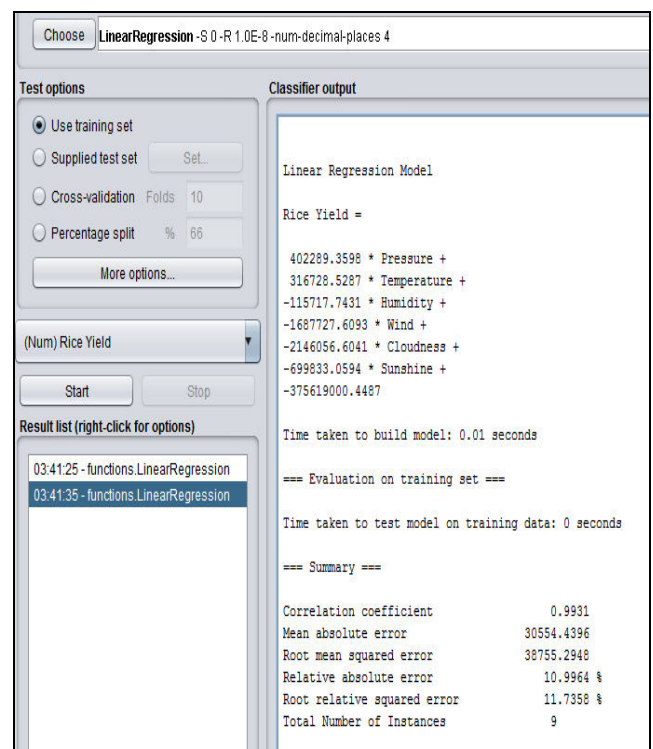 Choose LinearRegression -S 0 -R 1.0E-8 -num-decimal-places 4
Test options
Use training set
Supplied test set Set...
Cross-validation Folds 10
Percentage split % 66
More options...
(Num) Rice Yield
Start Stop
Result list (right-click for options)
03:41:25 - functions.LinearRegression
03:41:35 - functions.LinearRegression
Classifier output
Linear Regression Model
Rice Yield =
402289.3598 * Pressure +
316728.5287 * Temperature +
-115717.7431 * Humidity +
-1687727.6093 * Wind +
-2146056.6041 * Cloudness +
-699833.0594 * Sunshine +
-375619000.4487
Time taken to build model: 0.01 seconds
=== Evaluation on training set ===
Time taken to test model on training data: 0 seconds
=== Summary ===
Correlation coefficient 0.9931
Mean absolute error 30554.4396
Root mean squared error 38755.2948
Relative absolute error 10.9964 %
Root relative squared error 11.7358 %
Total Number of Instances 9